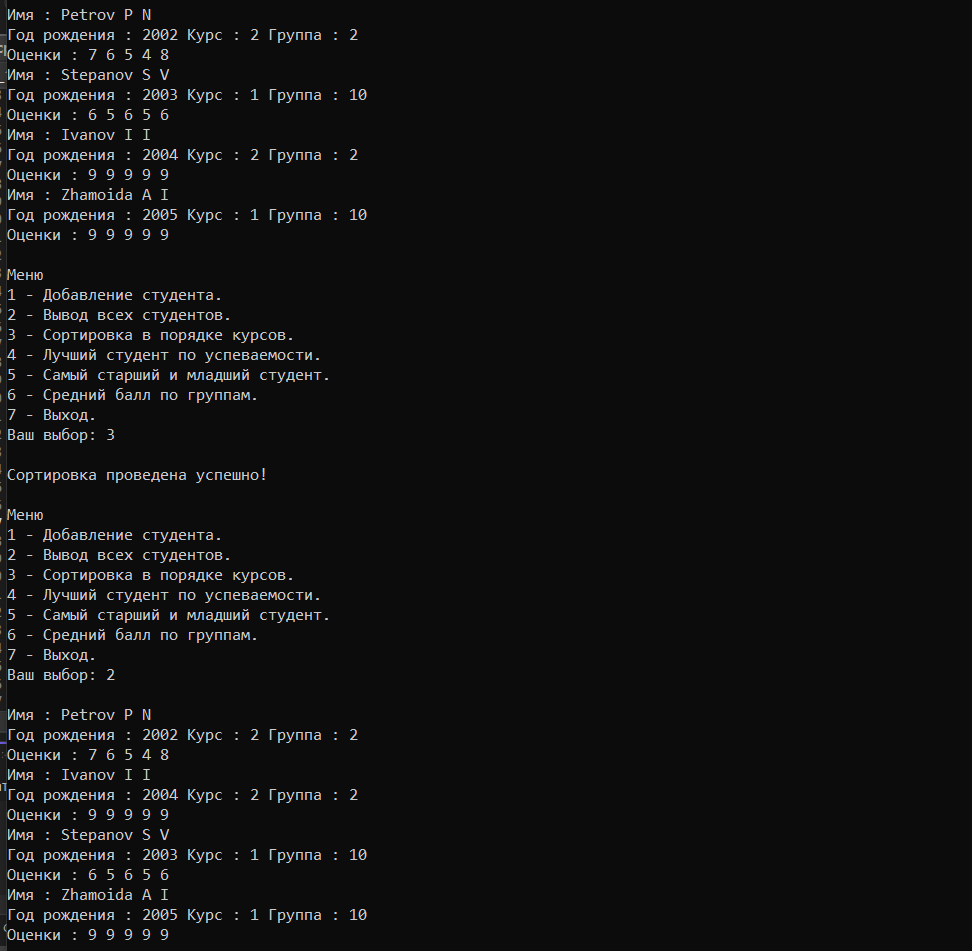 Имя : Petrov P N
Год рождения : 2002 Курс : 2 Группа : 2
Оценки : 7 6 5 4 8
Имя : Stepanov S V
Год рождения : 2003 Курс : 1 Группа : 10
Оценки : 6 5 6 5 6
Имя : Ivanov I I
Год рождения : 2004 Курс : 2 Группа : 2
Оценки : 9 9 9 9 9
Имя : Zhamoida A I
Год рождения : 2005 Курс : 1 Группа : 10
Оценки : 9 9 9 9 9
Меню
1 - Добавление студента.
2 - Вывод всех студентов.
3 - Сортировка в порядке курсов.
4 - Лучший студент по успеваемости.
5 - Самый старший и младший студент.
6 - Средний балл по группам.
7 - Выход.
Ваш выбор: 3
Сортировка проведена успешно!
Меню
1 - Добавление студента.
2 - Вывод всех студентов.
3 - Сортировка в порядке курсов.
4 - Лучший студент по успеваемости.
5 - Самый старший и младший студент.
6 - Средний балл по группам.
7 - Выход.
Ваш выбор: 2
Имя : Petrov P N
Год рождения : 2002 Курс : 2 Группа : 2
Оценки : 7 6 5 4 8
Имя : Ivanov I I
Год рождения : 2004 Курс : 2 Группа : 2
Оценки : 9 9 9 9 9
Имя : Stepanov S V
Год рождения : 2003 Курс : 1 Группа : 10
Оценки : 6 5 6 5 6
Имя : Zhamoida A I
Год рождения : 2005 Курс : 1 Группа : 10
Оценки : 9 9 9 9 9